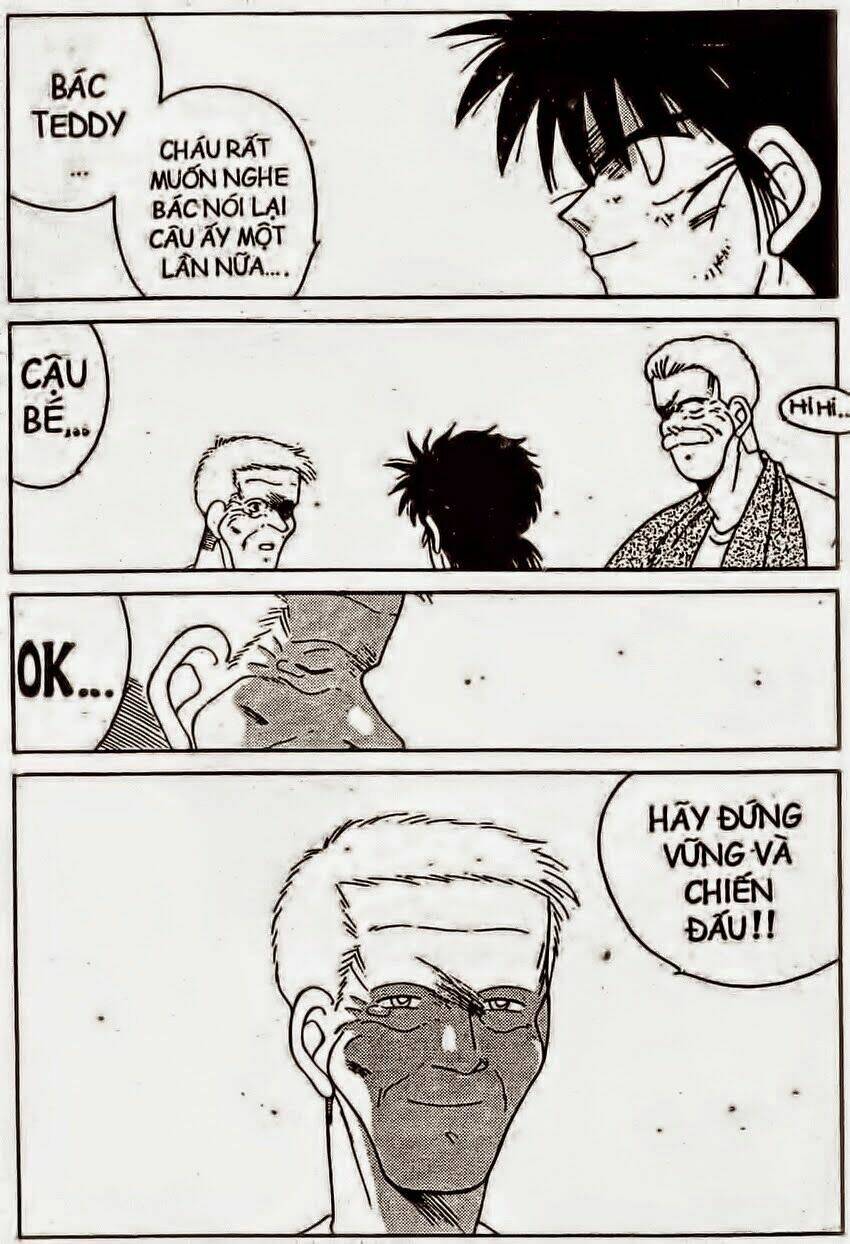 BÁC
TEDDY
...
CHÁU RẤT
MUỐN NGHE
BÁC NÓI LẠI
CÂU ẤY MỘT
LẦN NỮA....
CẬU
BÉ...
HÌ HI...
OK...
HÃY ĐỨNG
VỮNG VÀ
CHIẾN
ĐẤU!!